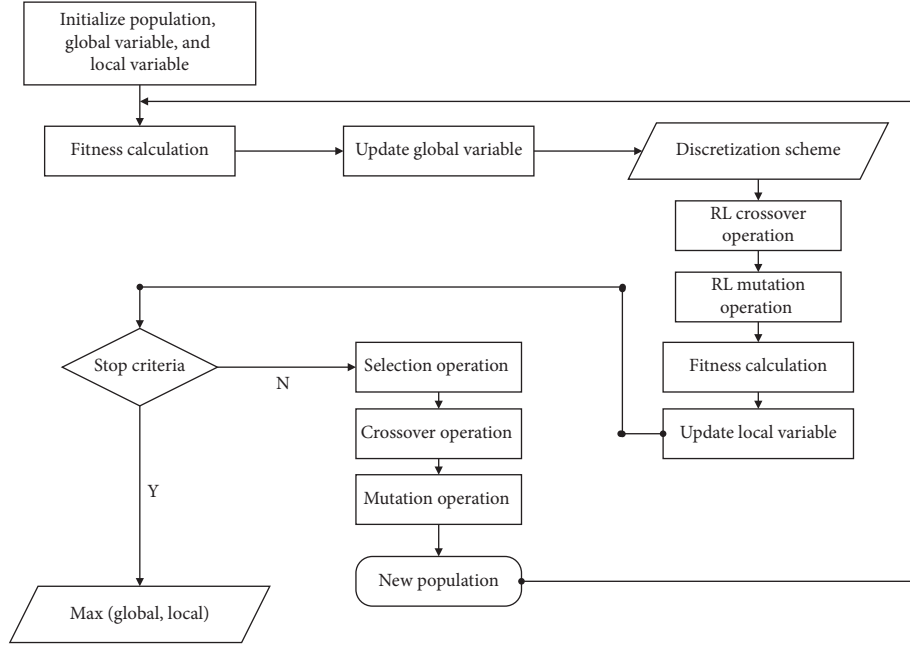 Initialize population,
global variable, and
local variable
Fitness calculation
Update global variable
Discretization scheme
RL crossover
operation
RL mutation
operation
Fitness calculation
Update local variable
Stop criteria
N
Y
Selection operation
Crossover operation
Mutation operation
New population
Max (global, local)